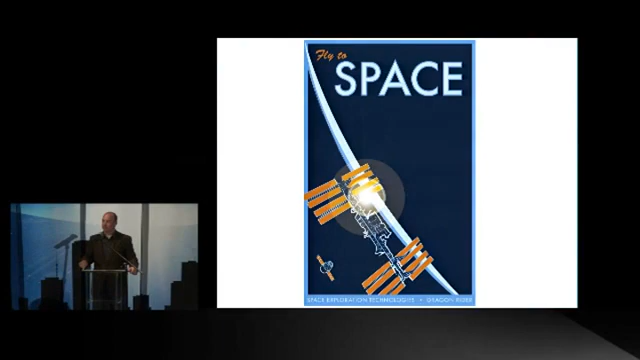 Fly to
SPACE
SPACE EXPLORATION TECHNOLOGIES • DRAGON RIDER